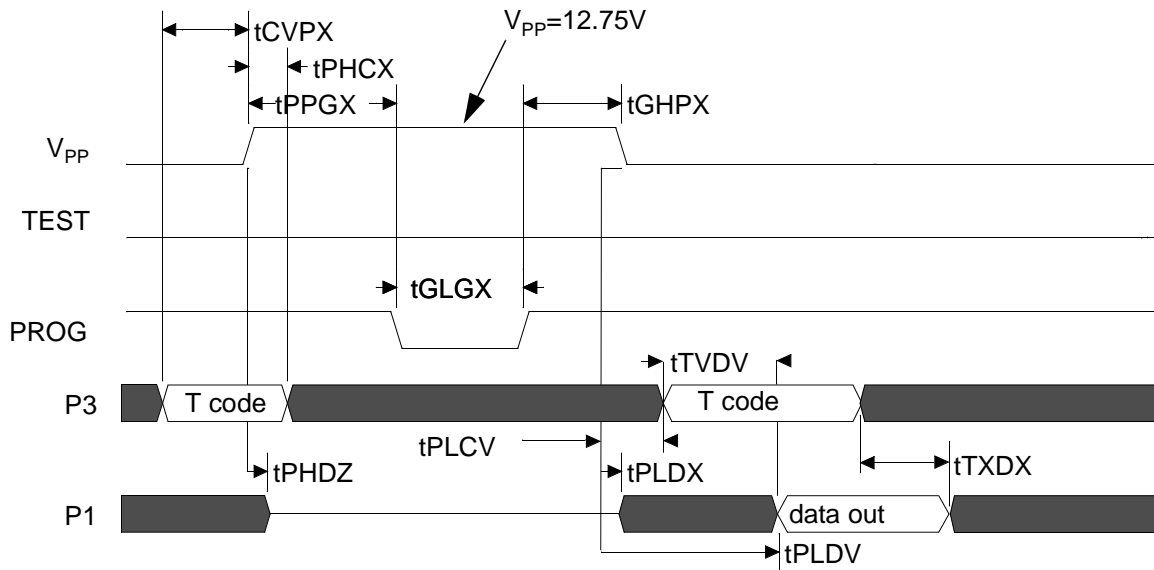 tCVPX
V_PP=12.75V
tPHCX
tPPGX
tGHPX
V_PP
TEST
tGLGX
PROG
tTVDV
P3
T code
T code
tPLCV
tPHDZ
tPLDX
tTXDX
P1
data out
tPLDV